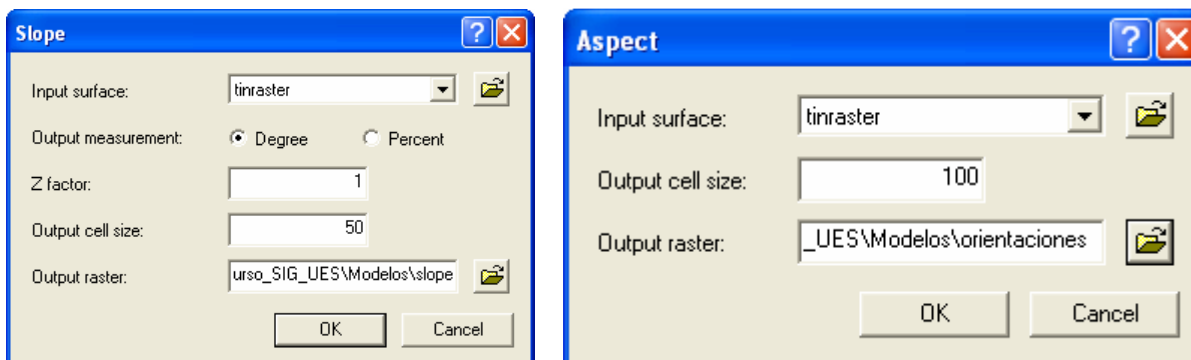 Slope
Input surface: tinraster
Output measurement: Degree Percent
Z factor: 1
Output cell size: 50
Output raster: urso_SIG_UES\Modelos\slope
OK Cancel
Aspect
Input surface: tinraster
Output cell size: 100
Output raster: _UES\Modelos\orientaciones
OK Cancel